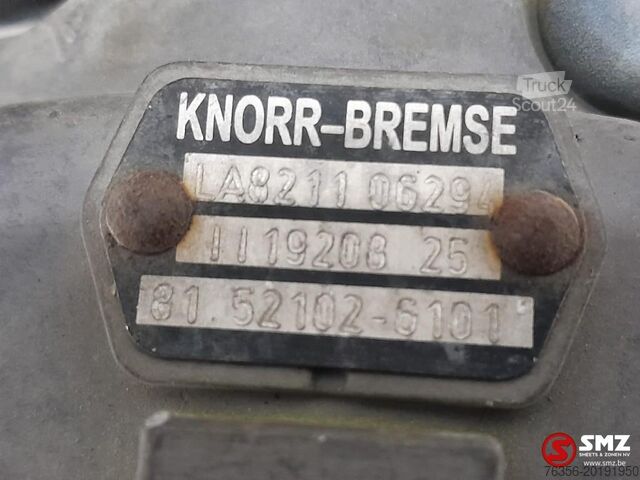 Truck
Scout24
KNORR-BREMSE
LA8211 06294
II19208 25
81.52102-6101
SMZ
SMEETS & ZONEN NV
www.smz.be
76356-20191950